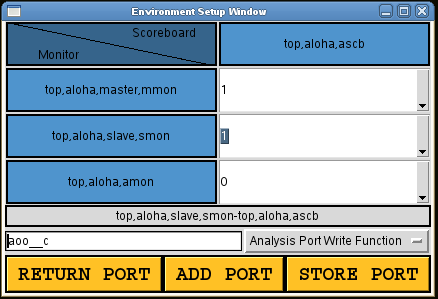 Environment Setup Window
Scoreboard
Monitor
top,aloha,ascb
top,aloha,master,mmon
1
top,aloha,slave,smon
1
top,aloha,amon
0
top,aloha,slave,smon-top,aloha,ascb
aoo__c
Analysis Port Write Function
RETURN PORT
ADD PORT
STORE PORT